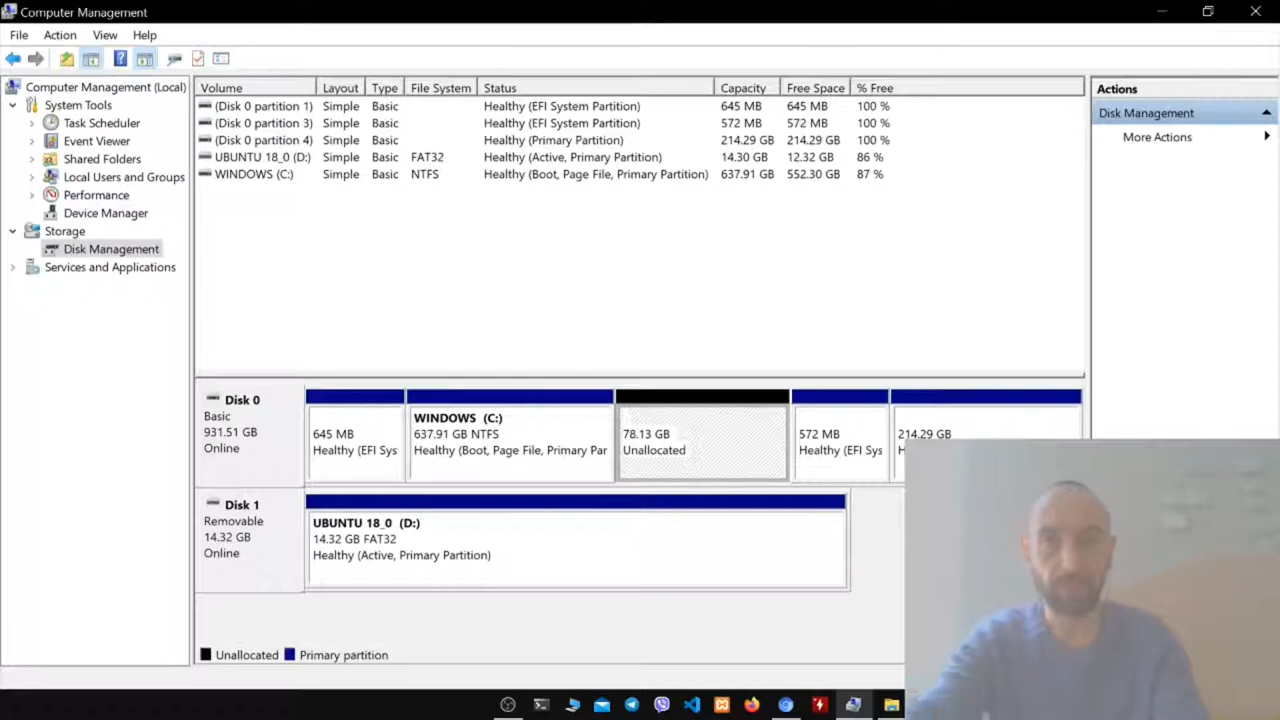 Computer Management
File Action View Help
Computer Management (Local)
System Tools
Task Scheduler
Event Viewer
Shared Folders
Local Users and Groups
Performance
Device Manager
Storage
Disk Management
Services and Applications
Volume Layout Type File System Status Capacity Free Space % Free
(Disk 0 partition 1) Simple Basic Healthy (EFI System Partition) 645 MB 645 MB 100 %
(Disk 0 partition 3) Simple Basic Healthy (EFI System Partition) 572 MB 572 MB 100 %
(Disk 0 partition 4) Simple Basic Healthy (Primary Partition) 214.29 GB 214.29 GB 100 %
UBUNTU 18_0 (D:) Simple Basic FAT32 Healthy (Active, Primary Partition) 14.30 GB 12.32 GB 86 %
WINDOWS (C:) Simple Basic NTFS Healthy (Boot, Page File, Primary Partition) 637.91 GB 552.30 GB 87 %
Actions
Disk Management
More Actions
Disk 0
Basic
931.51 GB
Online
645 MB
Healthy (EFI Sys
WINDOWS (C:)
637.91 GB NTFS
Healthy (Boot, Page File, Primary Par
78.13 GB
Unallocated
572 MB
Healthy (EFI Sys
214.29 GB
Disk 1
Removable
14.32 GB
Online
UBUNTU 18_0 (D:)
14.32 GB FAT32
Healthy (Active, Primary Partition)
Unallocated Primary partition